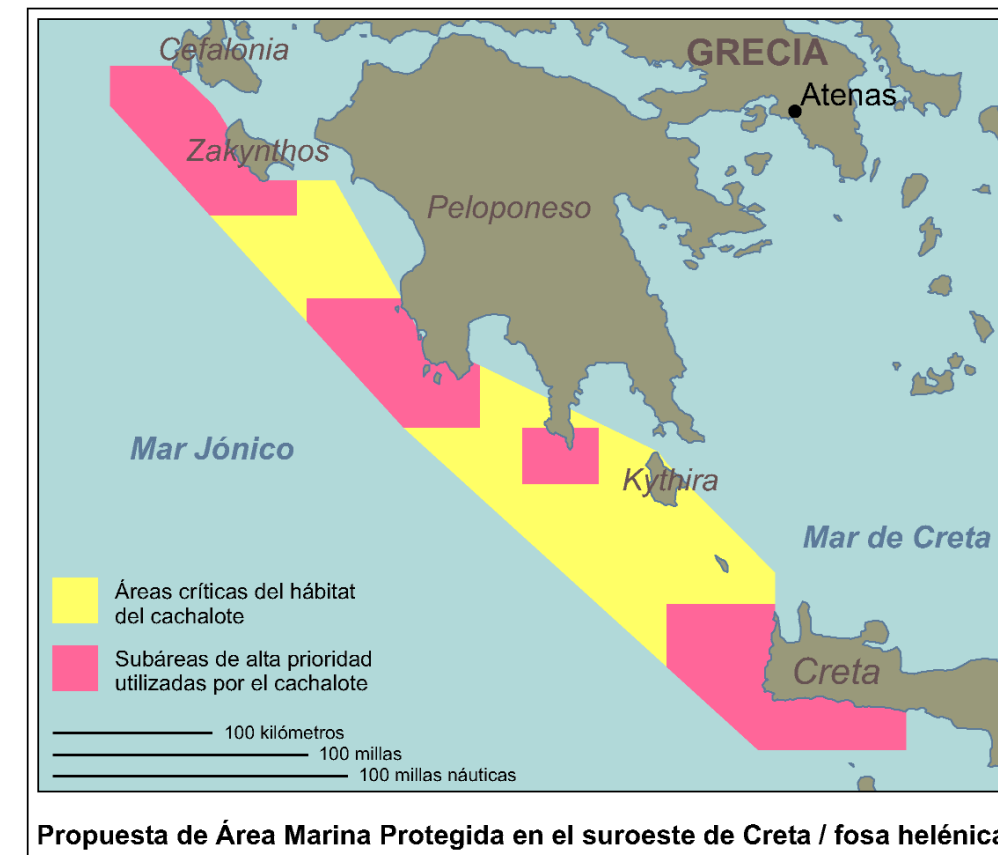 Cefalonia
GRECIA
Atenas
Zakynthos
Peloponeso
Mar Jónico
Kythira
Mar de Creta
Áreas críticas del hábitat
del cachalote
Creta
Subáreas de alta prioridad
utilizadas por el cachalote
100 kilómetros
100 millas
100 millas náuticas
Propuesta de Área Marina Protegida en el suroeste de Creta / fosa helénica